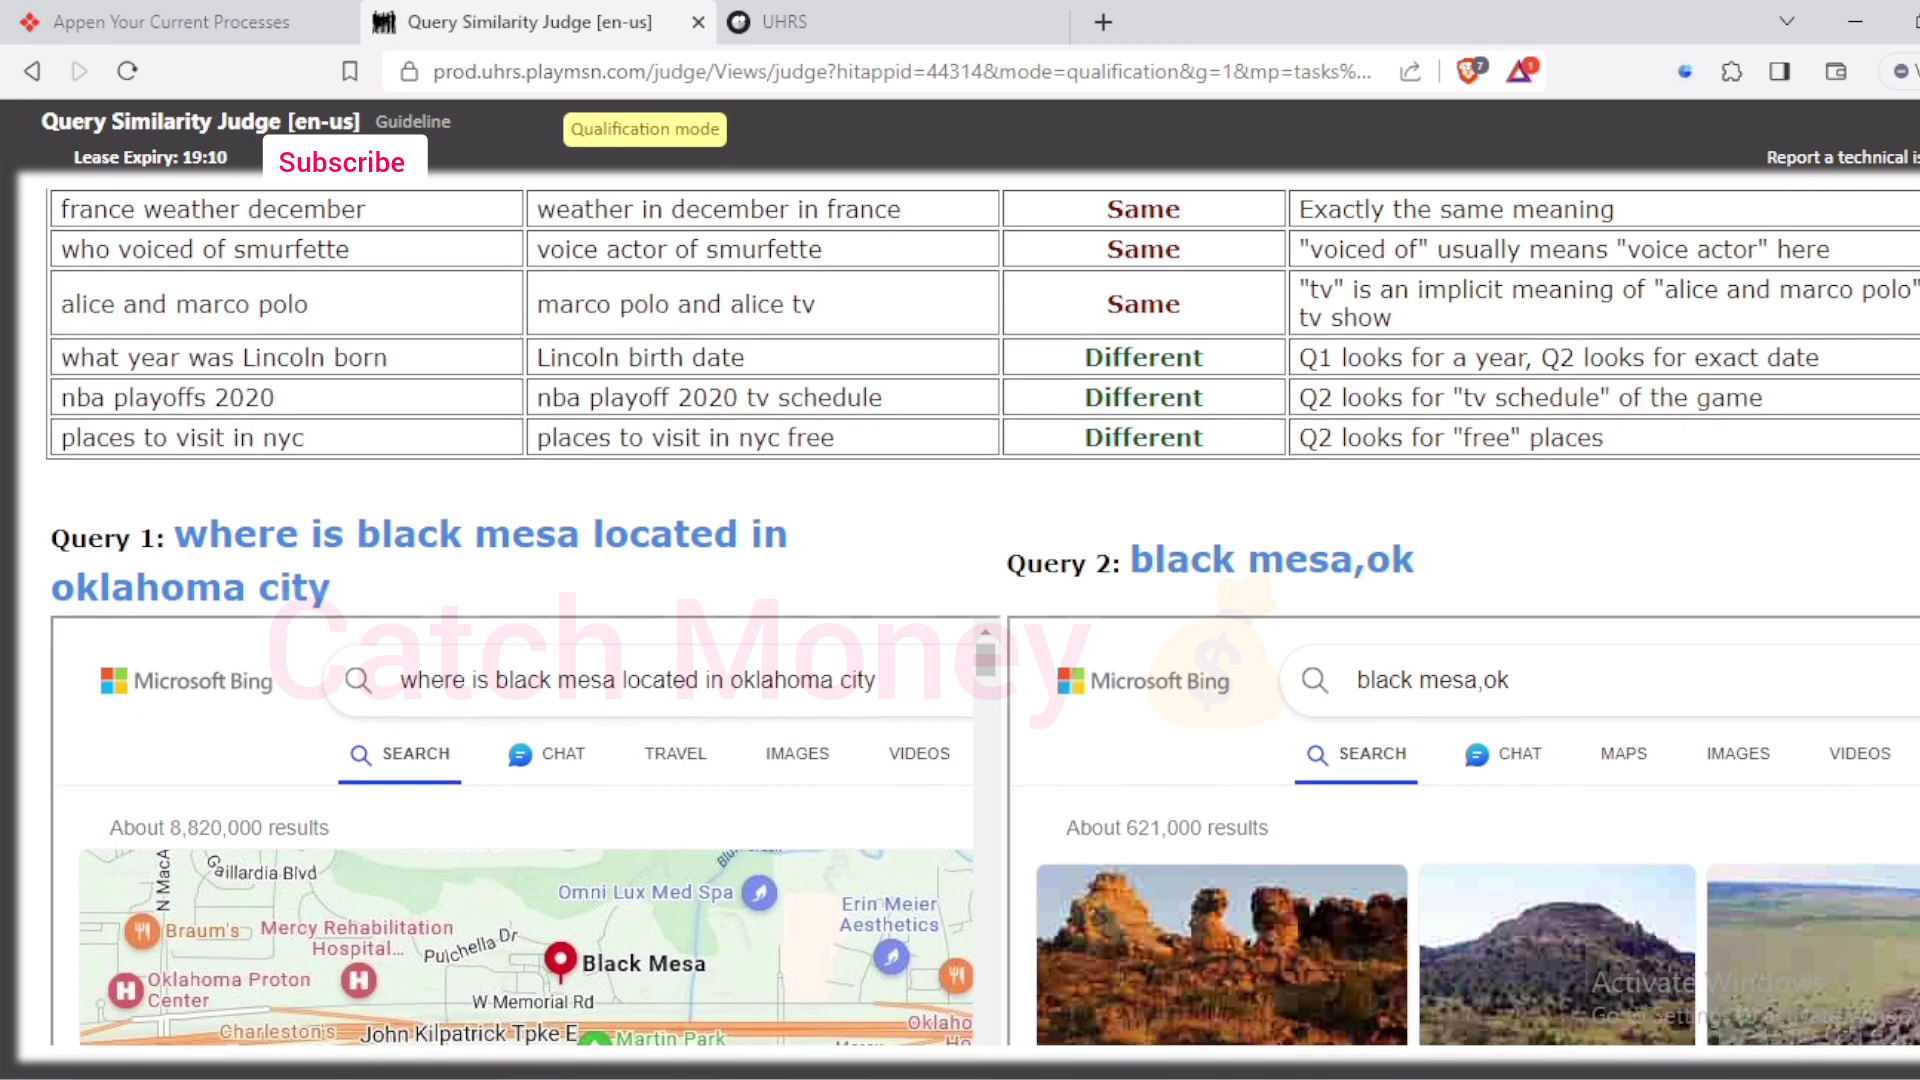 Appen Your Current Processes
Query Similarity Judge [en-us]
UHRS
prod.uhrs.playmsn.com/judge/Views/judge?hitappid=44314&mode=qualification&g=1&mp=tasks%...
7
1
Query Similarity Judge [en-us] Guideline
Qualification mode
Lease Expiry: 19:10
Subscribe
Report a technical is
france weather december weather in december in france Same Exactly the same meaning
who voiced of smurfette voice actor of smurfette Same "voiced of" usually means "voice actor" here
alice and marco polo marco polo and alice tv Same "tv" is an implicit meaning of "alice and marco polo"
tv show
what year was Lincoln born Lincoln birth date Different Q1 looks for a year, Q2 looks for exact date
nba playoffs 2020 nba playoff 2020 tv schedule Different Q2 looks for "tv schedule" of the game
places to visit in nyc places to visit in nyc free Different Q2 looks for "free" places
Query 1: where is black mesa located in
oklahoma city
Query 2: black mesa,ok
Catch Money
Microsoft Bing
where is black mesa located in oklahoma city
SEARCH CHAT TRAVEL IMAGES VIDEOS
About 8,820,000 results
N MacA
Gaillardia Blvd
Omni Lux Med Spa
Erin Meier
Aesthetics
Braum's
Mercy Rehabilitation
Hospital...
Pulchella Dr
Black Mesa
Oklahoma Proton
Center
W Memorial Rd
Charleston's
John Kilpatrick Tpke E
Martin Park
Oklaho
Microsoft Bing
black mesa,ok
SEARCH CHAT MAPS IMAGES VIDEOS
About 621,000 results
Activate Windows